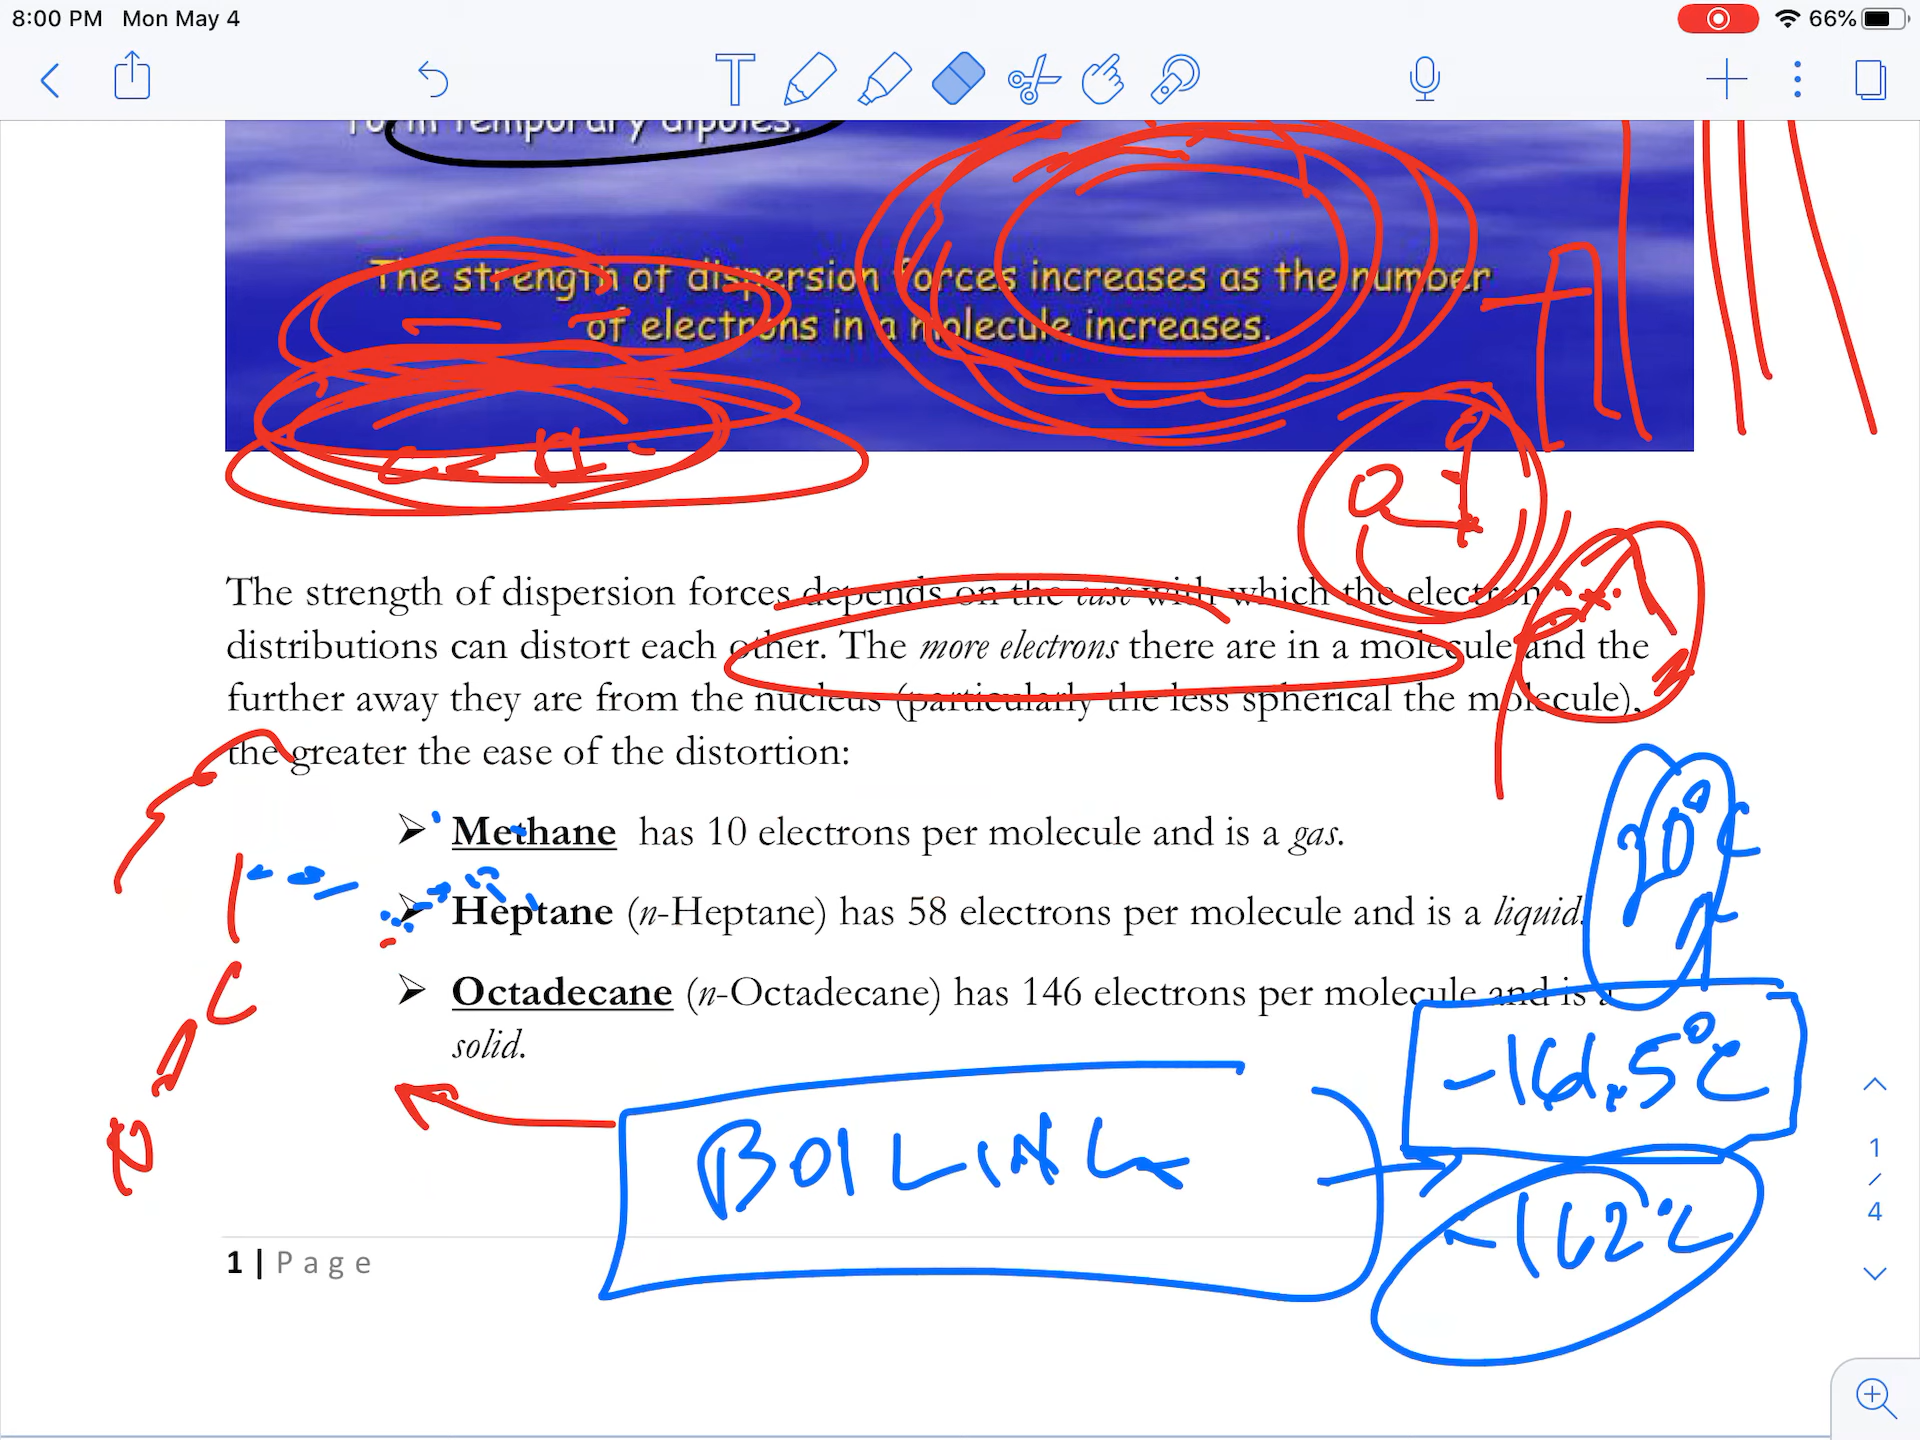 8:00 PM Mon May 4
66%
form temporary dipoles.
The strength of dispersion forces increases as the number
of electrons in a molecule increases.
The strength of dispersion forces depends on the ease with which the electron
distributions can distort each other. The more electrons there are in a molecule and the
further away they are from the nucleus (particularly the less spherical the molecule),
the greater the ease of the distortion:
➢ Methane has 10 electrons per molecule and is a gas.
➢ Heptane (n-Heptane) has 58 electrons per molecule and is a liquid.
➢ Octadecane (n-Octadecane) has 146 electrons per molecule and is a
solid.
-161.5°C
BOILING
-162°C
1 | Page
1
/
4